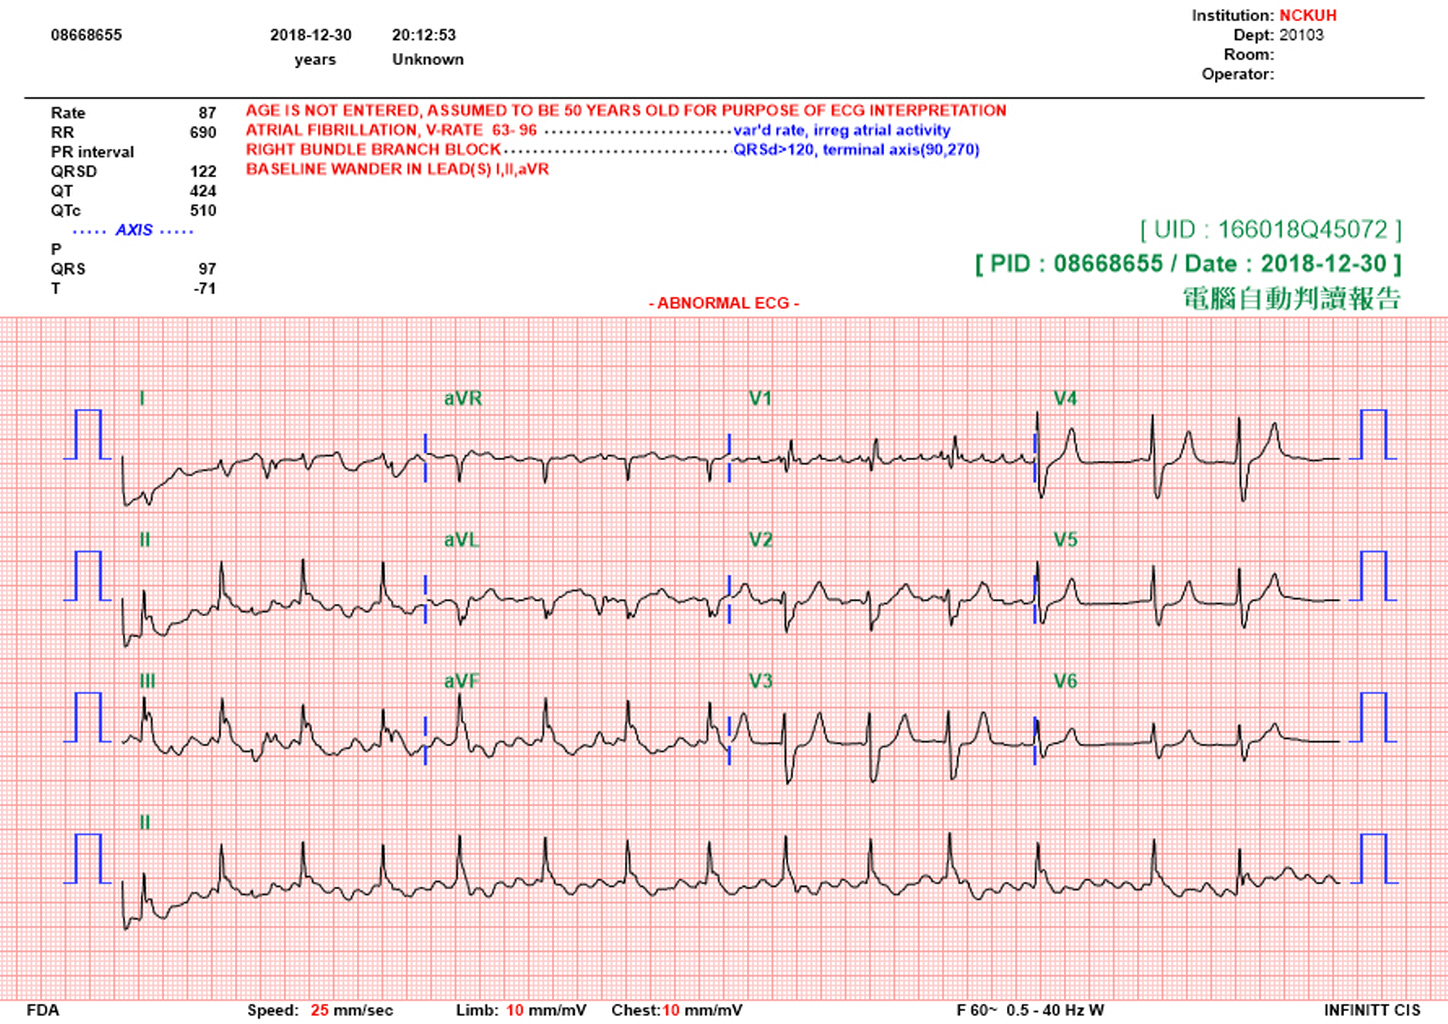 Institution: NCKUH
08668655 2018-12-30 20:12:53 Dept: 20103
Room:
years Unknown
Operator:
Rate 87 AGE IS NOT ENTERED, ASSUMED TO BE 50 YEARS OLD FOR PURPOSE OF ECG INTERPRETATION
RR 690 ATRIAL FIBRILLATION, V-RATE 63- 96 ························ var'd rate, irreg atrial activity
PR interval RIGHT BUNDLE BRANCH BLOCK ····························· QRSd>120, terminal axis(90,270)
QRSD 122 BASELINE WANDER IN LEAD(S) I,II,aVR
QT 424
QTc 510
····· AXIS ·····
[ UID : 166018Q45072 ]
P
QRS 97 [ PID : 08668655 / Date : 2018-12-30 ]
T -71
- ABNORMAL ECG - 電腦自動判讀報告
I aVR V1 V4
II aVL V2 V5
III aVF V3 V6
II
FDA Speed: 25 mm/sec Limb: 10 mm/mV Chest:10 mm/mV F 60~ 0.5 - 40 Hz W INFINITT CIS